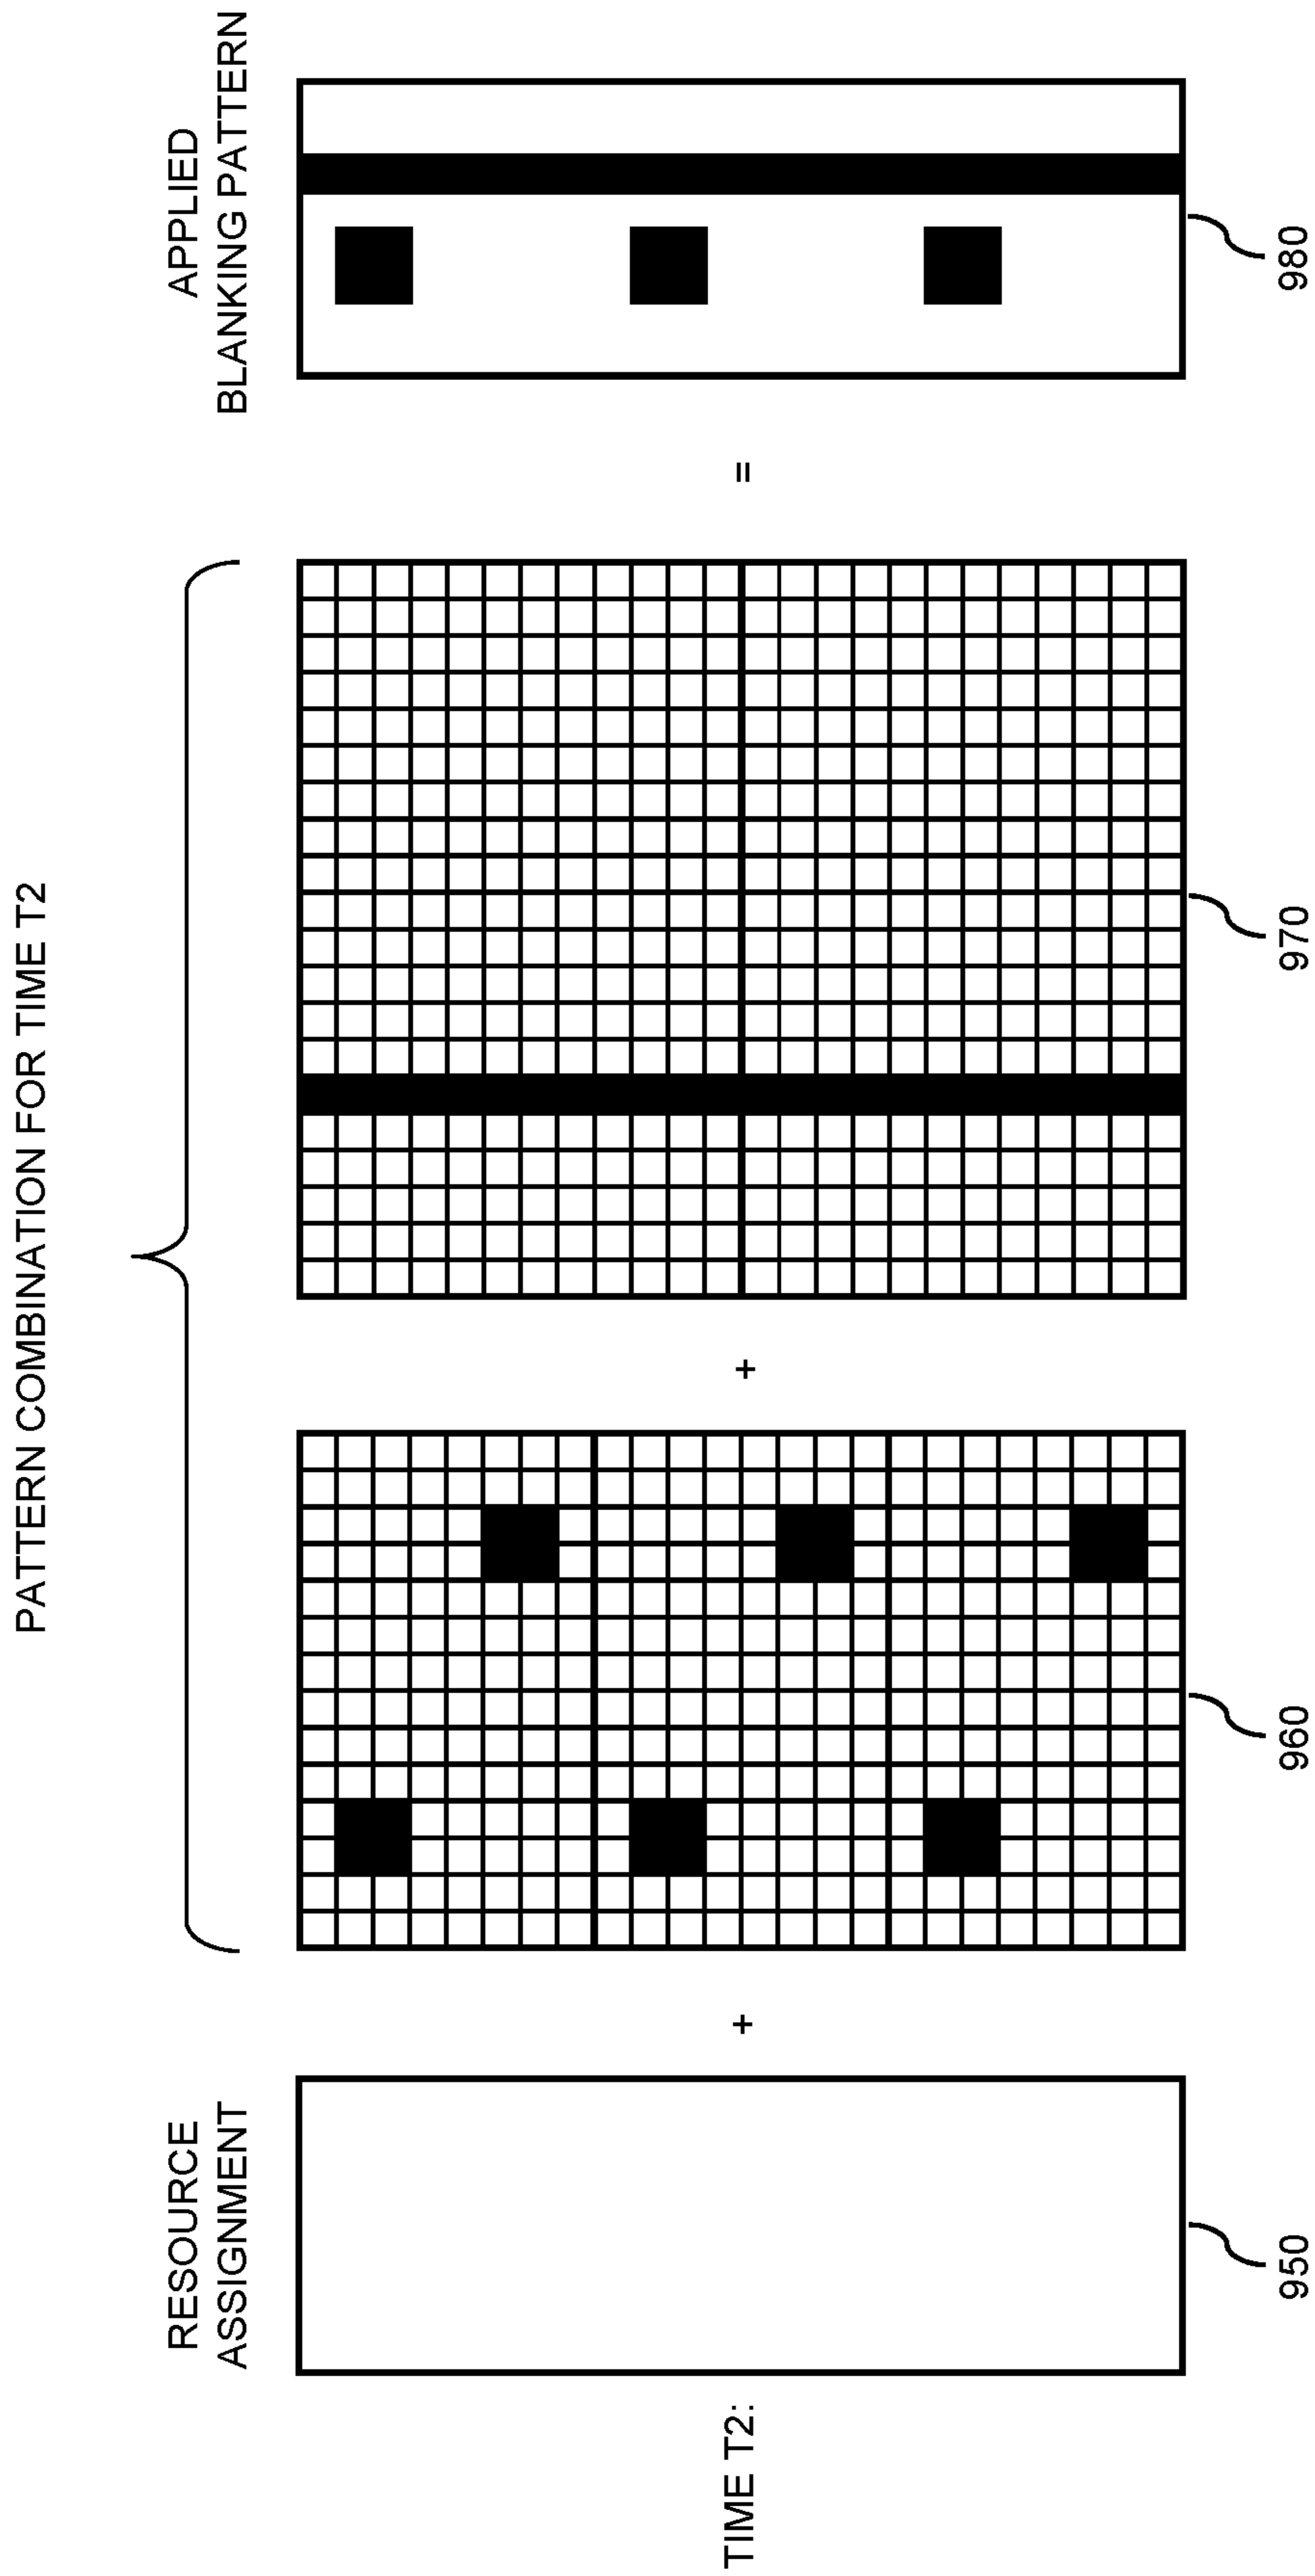 PATTERN COMBINATION FOR TIME T2
RESOURCE
ASSIGNMENT
APPLIED
BLANKING PATTERN
TIME T2:
+
+
=
950
960
970
980